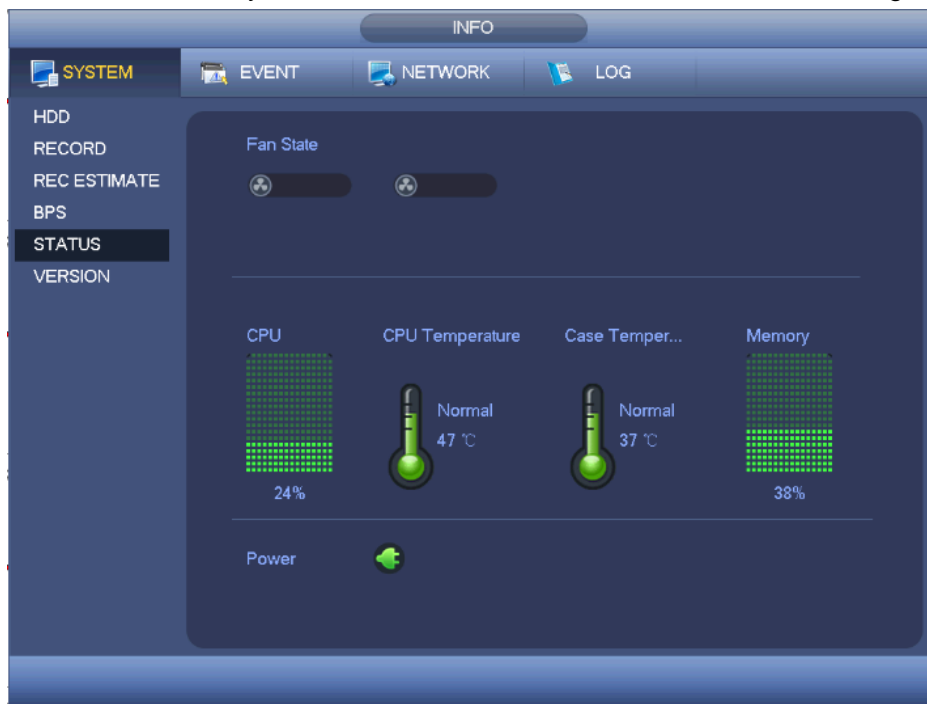 INFO
SYSTEM EVENT NETWORK LOG
HDD
RECORD
REC ESTIMATE
BPS
STATUS
VERSION
Fan State
CPU CPU Temperature Case Temper... Memory
Normal Normal
47 ℃ 37 ℃
24% 38%
Power